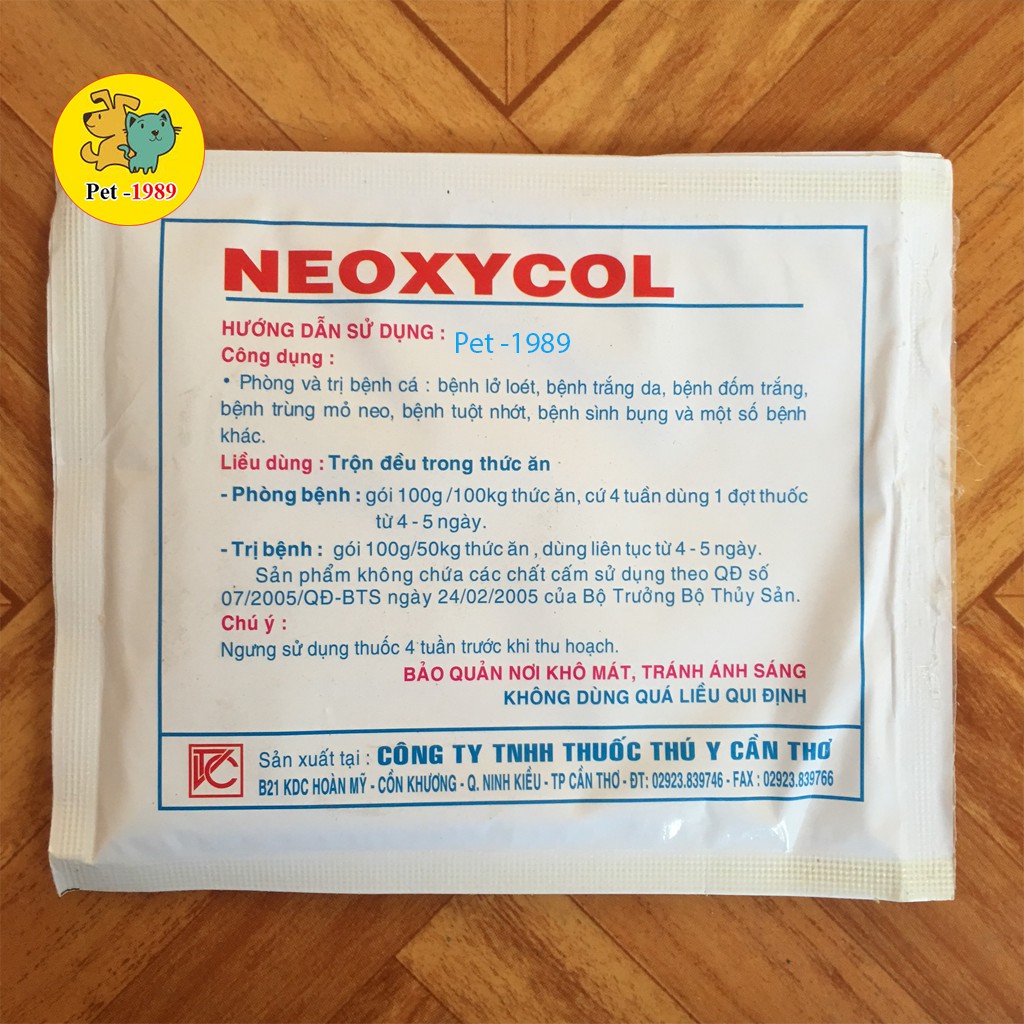 Pet -1989
NEOXYCOL
HƯỚNG DẪN SỬ DỤNG :
Pet -1989
Công dụng :
• Phòng và trị bệnh cá : bệnh lở loét, bệnh trắng da, bệnh đốm trắng,
bệnh trùng mỏ neo, bệnh tuột nhớt, bệnh sình bụng và một số bệnh
khác.
Liều dùng : Trộn đều trong thức ăn
- Phòng bệnh : gói 100g /100kg thức ăn, cứ 4 tuần dùng 1 đợt thuốc
từ 4 - 5 ngày.
- Trị bệnh : gói 100g/50kg thức ăn , dùng liên tục từ 4 - 5 ngày.
Sản phẩm không chứa các chất cấm sử dụng theo QĐ số
07/2005/QĐ-BTS ngày 24/02/2005 của Bộ Trưởng Bộ Thủy Sản.
Chú ý :
Ngưng sử dụng thuốc 4 tuần trước khi thu hoạch.
BẢO QUẢN NƠI KHÔ MÁT, TRÁNH ÁNH SÁNG
KHÔNG DÙNG QUÁ LIỀU QUI ĐỊNH
Sản xuất tại : CÔNG TY TNHH THUỐC THÚ Y CẦN THƠ
B21 KDC HOÀN MỸ - CỒN KHƯƠNG - Q. NINH KIỀU - TP CẦN THƠ - ĐT: 02923.839746 - FAX : 02923.839766